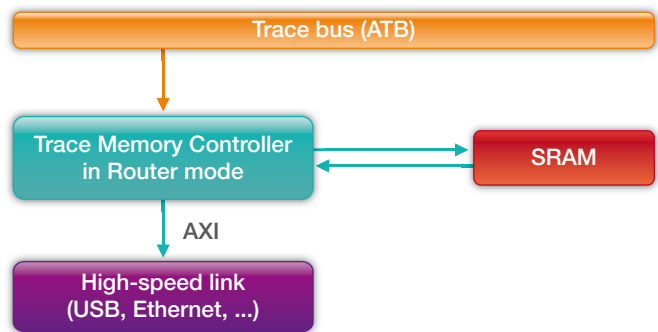 Trace bus (ATB)
Trace Memory Controller
in Router mode
SRAM
AXI
High-speed link
(USB, Ethernet, ...)